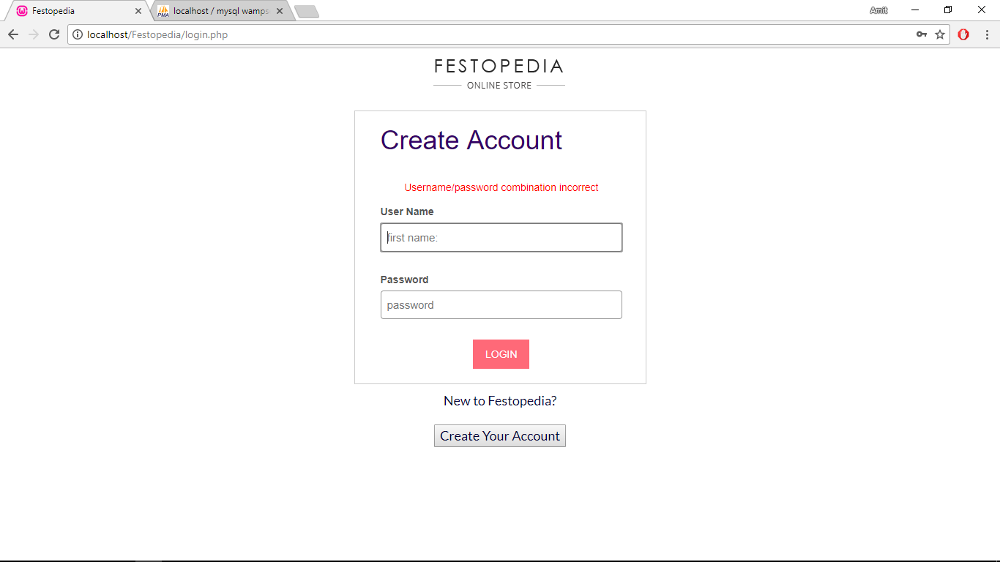 Festopedia
localhost / mysql wamps
Amit
localhost/Festopedia/login.php
FESTOPEDIA
ONLINE STORE
Create Account
Username/password combination incorrect
User Name
first name:
Password
password
LOGIN
New to Festopedia?
Create Your Account